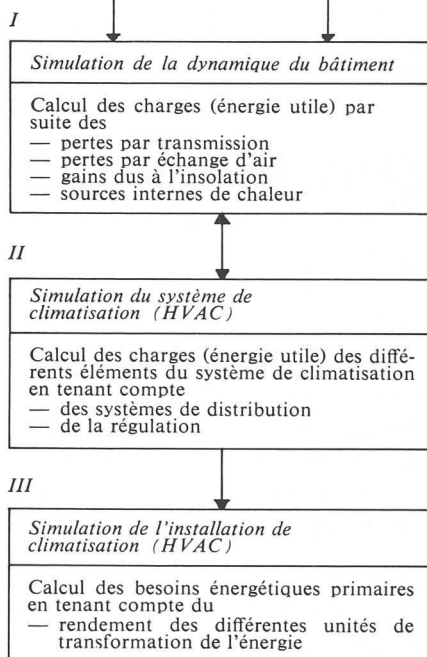 I
Simulation de la dynamique du bâtiment
Calcul des charges (énergie utile) par
suite des
— pertes par transmission
— pertes par échange d'air
— gains dus à l'insolation
— sources internes de chaleur
II
Simulation du système de
climatisation (HVAC)
Calcul des charges (énergie utile) des diffé-
rents éléments du système de climatisation
en tenant compte
— des systèmes de distribution
— de la régulation
III
Simulation de l'installation de
climatisation (HVAC)
Calcul des besoins énergétiques primaires
en tenant compte du
— rendement des différentes unités de
transformation de l'énergie